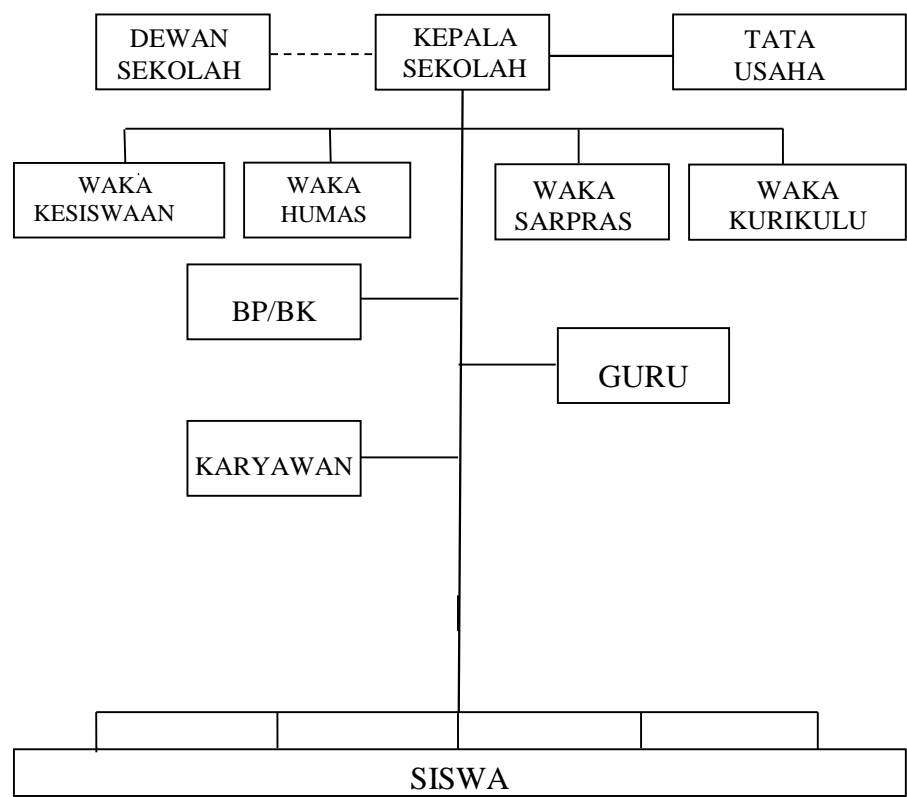 DEWAN
SEKOLAH
KEPALA
SEKOLAH
TATA
USAHA
WAKA
KESISWAAN
WAKA
HUMAS
WAKA
SARPRAS
WAKA
KURIKULU
BP/BK
GURU
KARYAWAN
SISWA